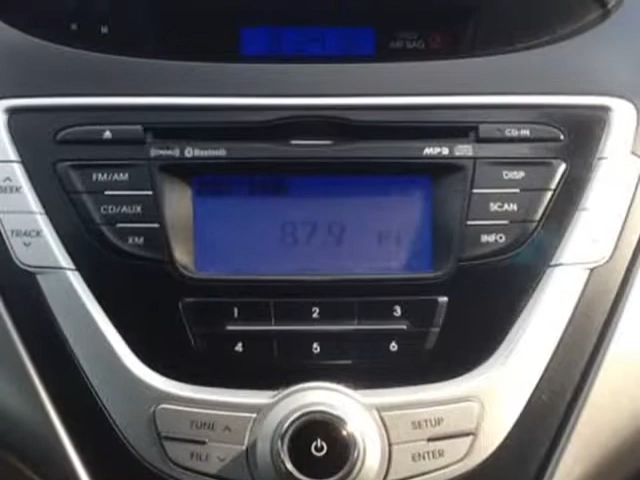 AIR BAG
CD-IN
Bluetooth
MP3
FM/AM
CD/AUX
XM
DISP
SCAN
INFO
SEEK
TRACK
87.9
1 2 3
4 5 6
TUNE
FILE
SETUP
ENTER